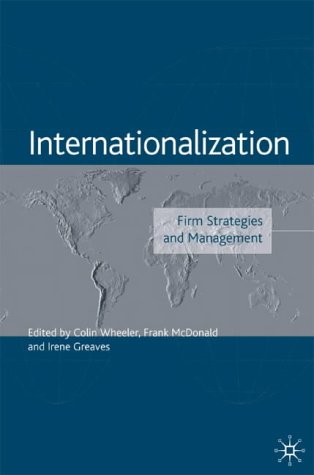 Internationalization
Firm Strategies
and Management
Edited by Colin Wheeler, Frank McDonald
and Irene Greaves